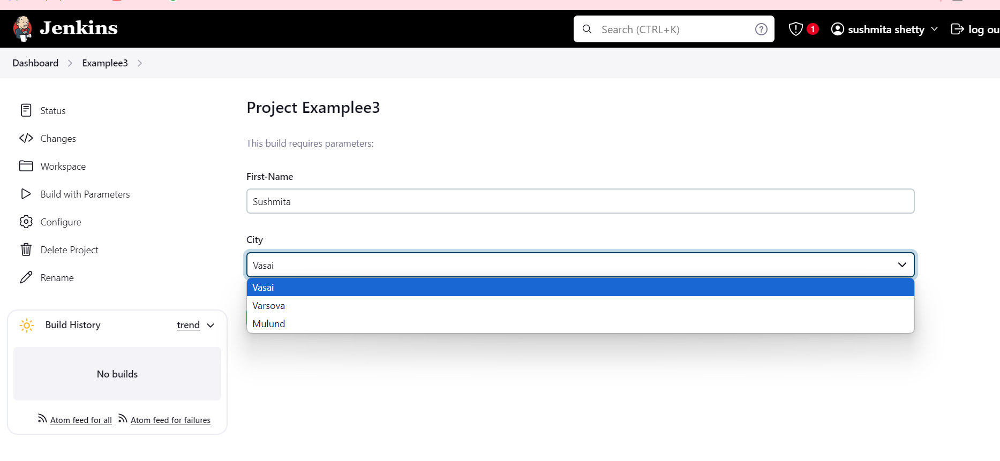 Jenkins
Search (CTRL+K)
1
sushmita shetty
log ou
Dashboard
Examplee3
Status
Changes
Workspace
Build with Parameters
Configure
Delete Project
Rename
Build History
trend
No builds
Atom feed for all
Atom feed for failures
Project Examplee3
This build requires parameters:
First-Name
Sushmita
City
Vasai
Vasai
Varsova
Mulund